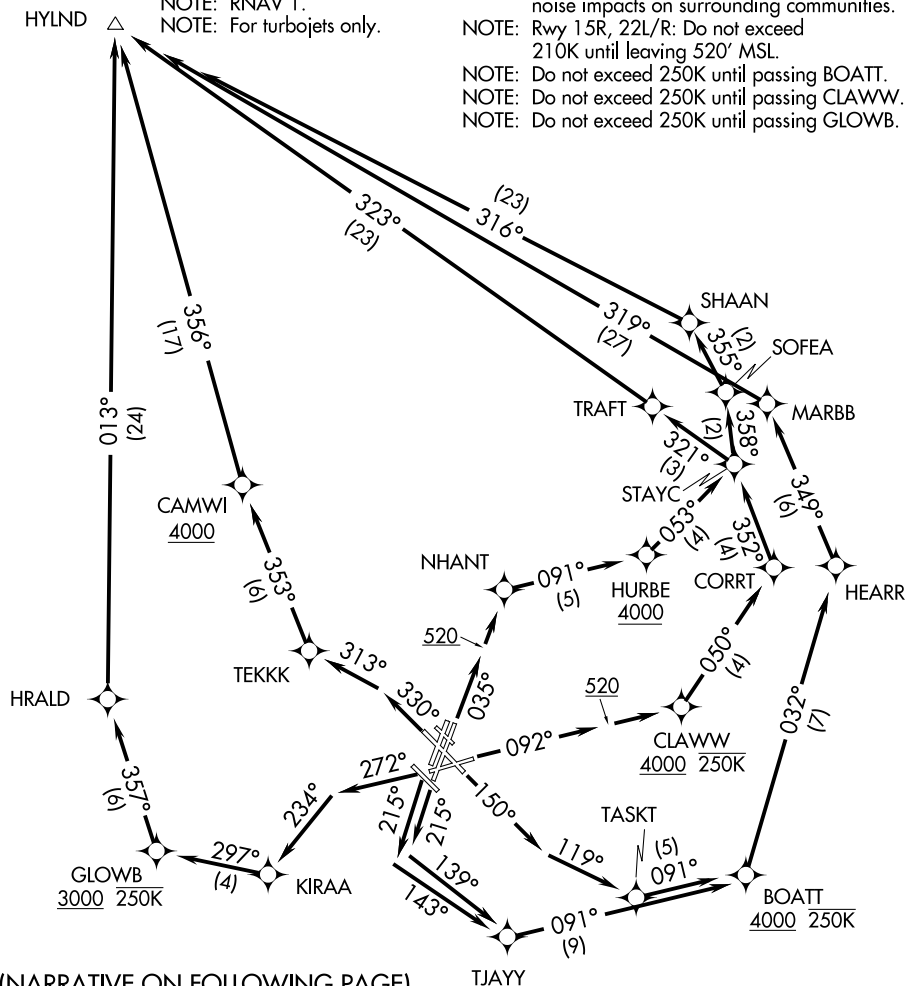 NOTE: RNAV 1.
NOTE: For turbojets only.
noise impacts on surrounding communities.
NOTE: Rwy 15R, 22L/R: Do not exceed
210K until leaving 520' MSL.
NOTE: Do not exceed 250K until passing BOATT.
NOTE: Do not exceed 250K until passing CLAWW.
NOTE: Do not exceed 250K until passing GLOWB.
HYLND
(23)
316°
323°
(23)
319°
(27)
356°
(17)
013°
(24)
SHAAN
(2)
355°
SOFEA
TRAFT
MARBB
(2)
358°
321°
(3)
STAYC
349°
(6)
CAMWI
4000
053°
(4)
352°
(4)
353°
(6)
NHANT
091°
(5)
HURBE
4000
CORRT
HEARR
520
TEKKK
313°
330°
035°
050°
(4)
520
032°
(7)
HRALD
092°
CLAWW
4000 250K
357°
(6)
272°
234°
215°
215°
150°
TASKT
119°
(5)
091°
GLOWB
3000 250K
297°
(4)
KIRAA
139°
143°
BOATT
4000 250K
091°
(9)
TJAYY
(NARRATIVE ON FOLLOWING PAGE)